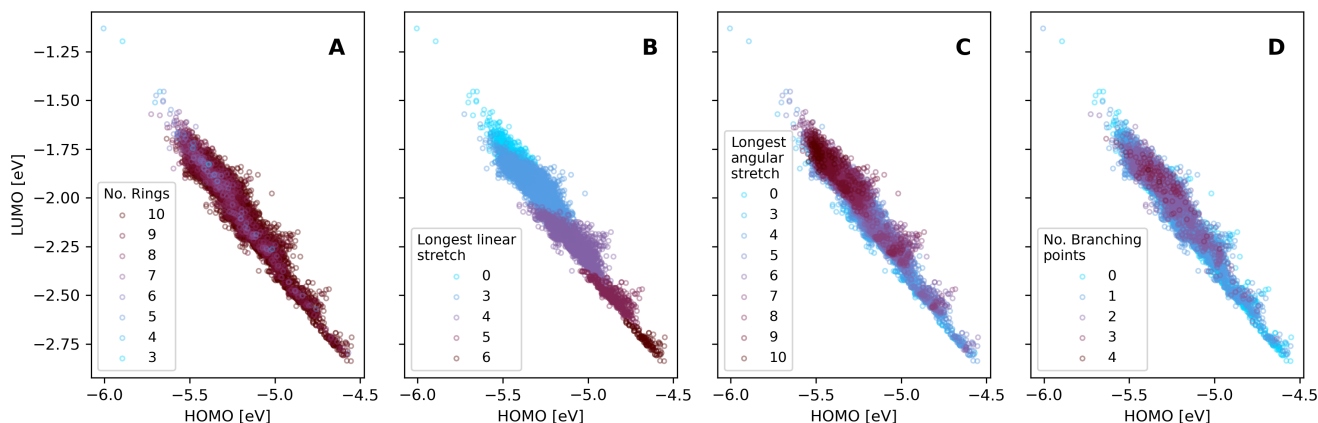 A
B
C
D
LUMO [eV]
−1.25
−1.50
−1.75
−2.00
−2.25
−2.50
−2.75
No. Rings
10
9
8
7
6
5
4
3
Longest linear
stretch
0
3
4
5
6
Longest
angular
stretch
0
3
4
5
6
7
8
9
10
No. Branching
points
0
1
2
3
4
−6.0 −5.5 −5.0 −4.5
−6.0 −5.5 −5.0 −4.5
−6.0 −5.5 −5.0 −4.5
−6.0 −5.5 −5.0 −4.5
HOMO [eV]
HOMO [eV]
HOMO [eV]
HOMO [eV]